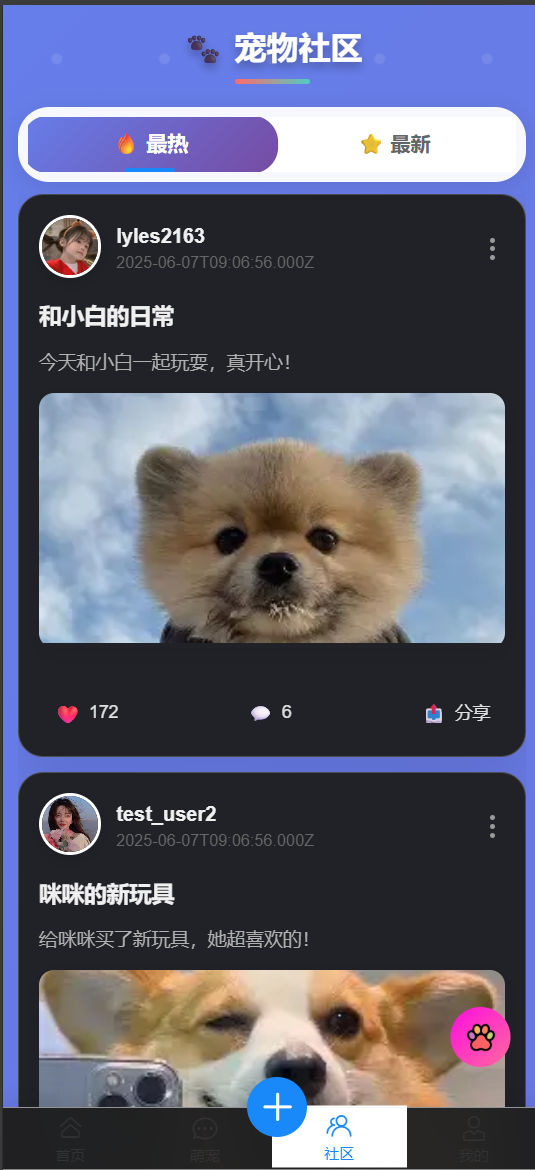 宠物社区
最热
最新
lyles2163
2025-06-07T09:06:56.000Z
和小白的日常
今天和小白一起玩耍，真开心！
172
6
分享
test_user2
2025-06-07T09:06:56.000Z
咪咪的新玩具
给咪咪买了新玩具，她超喜欢的！
首页
萌宠
社区
我的